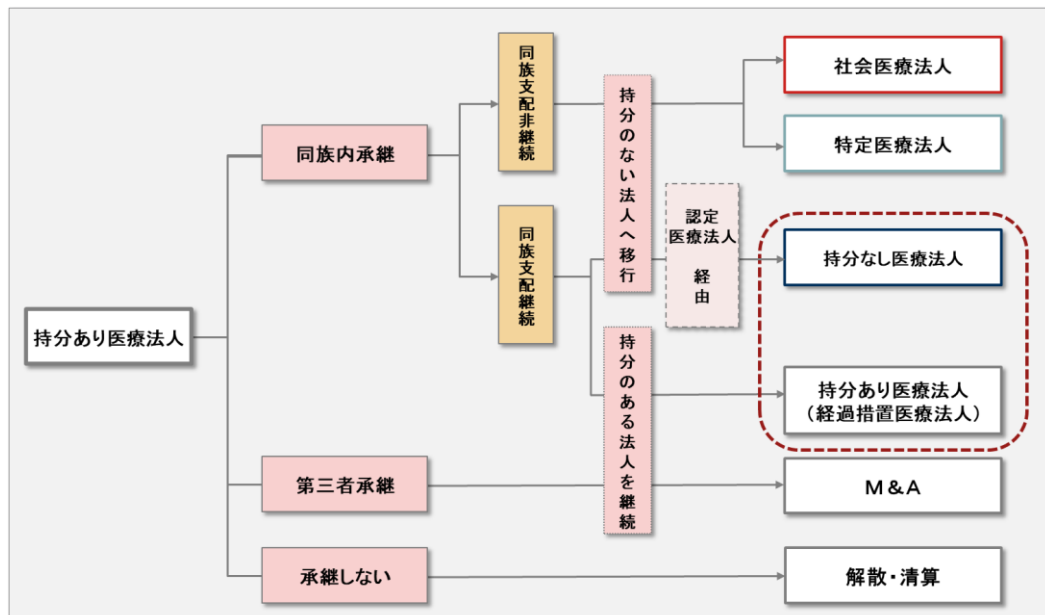 持分あり医療法人
同族内承継
第三者承継
承継しない
同族支配非継続
同族支配継続
持分のない法人へ移行
持分のある法人を継続
認定
医療法人
経由
社会医療法人
特定医療法人
持分なし医療法人
持分あり医療法人
（経過措置医療法人）
M&A
解散・清算